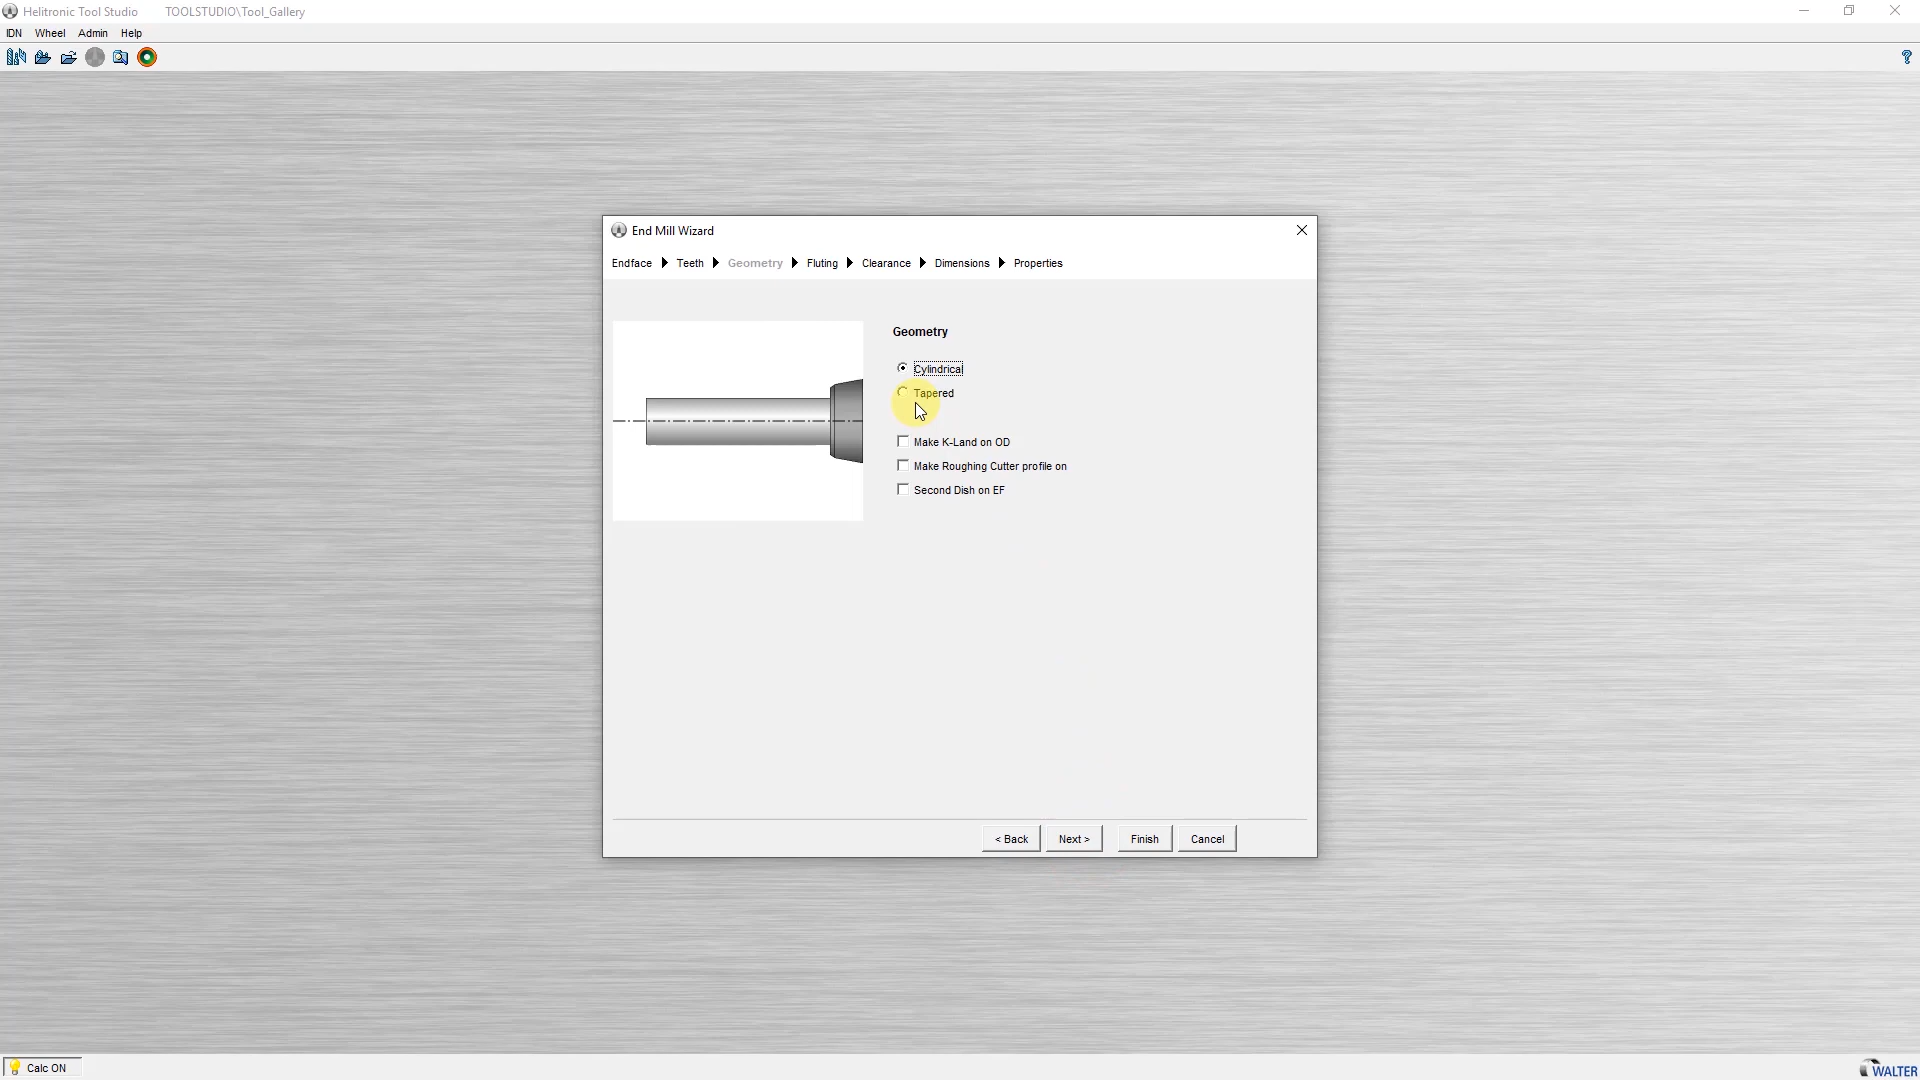 Helitronic Tool Studio TOOLSTUDIO\Tool_Gallery
IDN Wheel Admin Help
?
End Mill Wizard
Endface Teeth Geometry Fluting Clearance Dimensions Properties
Geometry
Cylindrical
Tapered
Make K-Land on OD
Make Roughing Cutter profile on
Second Dish on EF
< Back Next > Finish Cancel
Calc ON
WALTER